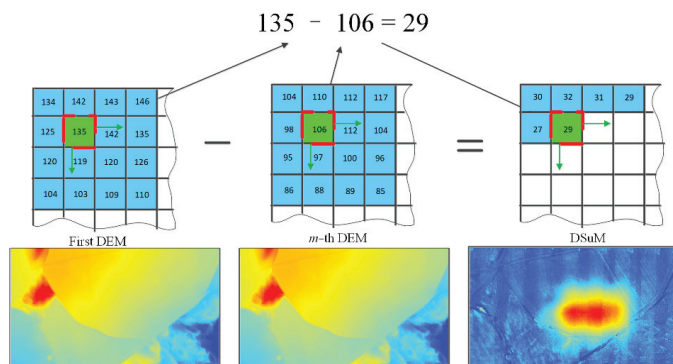 135 - 106 = 29
134 142 143 146
125 135 142 135
120 119 120 126
104 103 109 110
First DEM
104 110 112 117
98 106 112 104
95 97 100 96
86 88 89 85
m-th DEM
30 32 31 29
27 29
DSuM